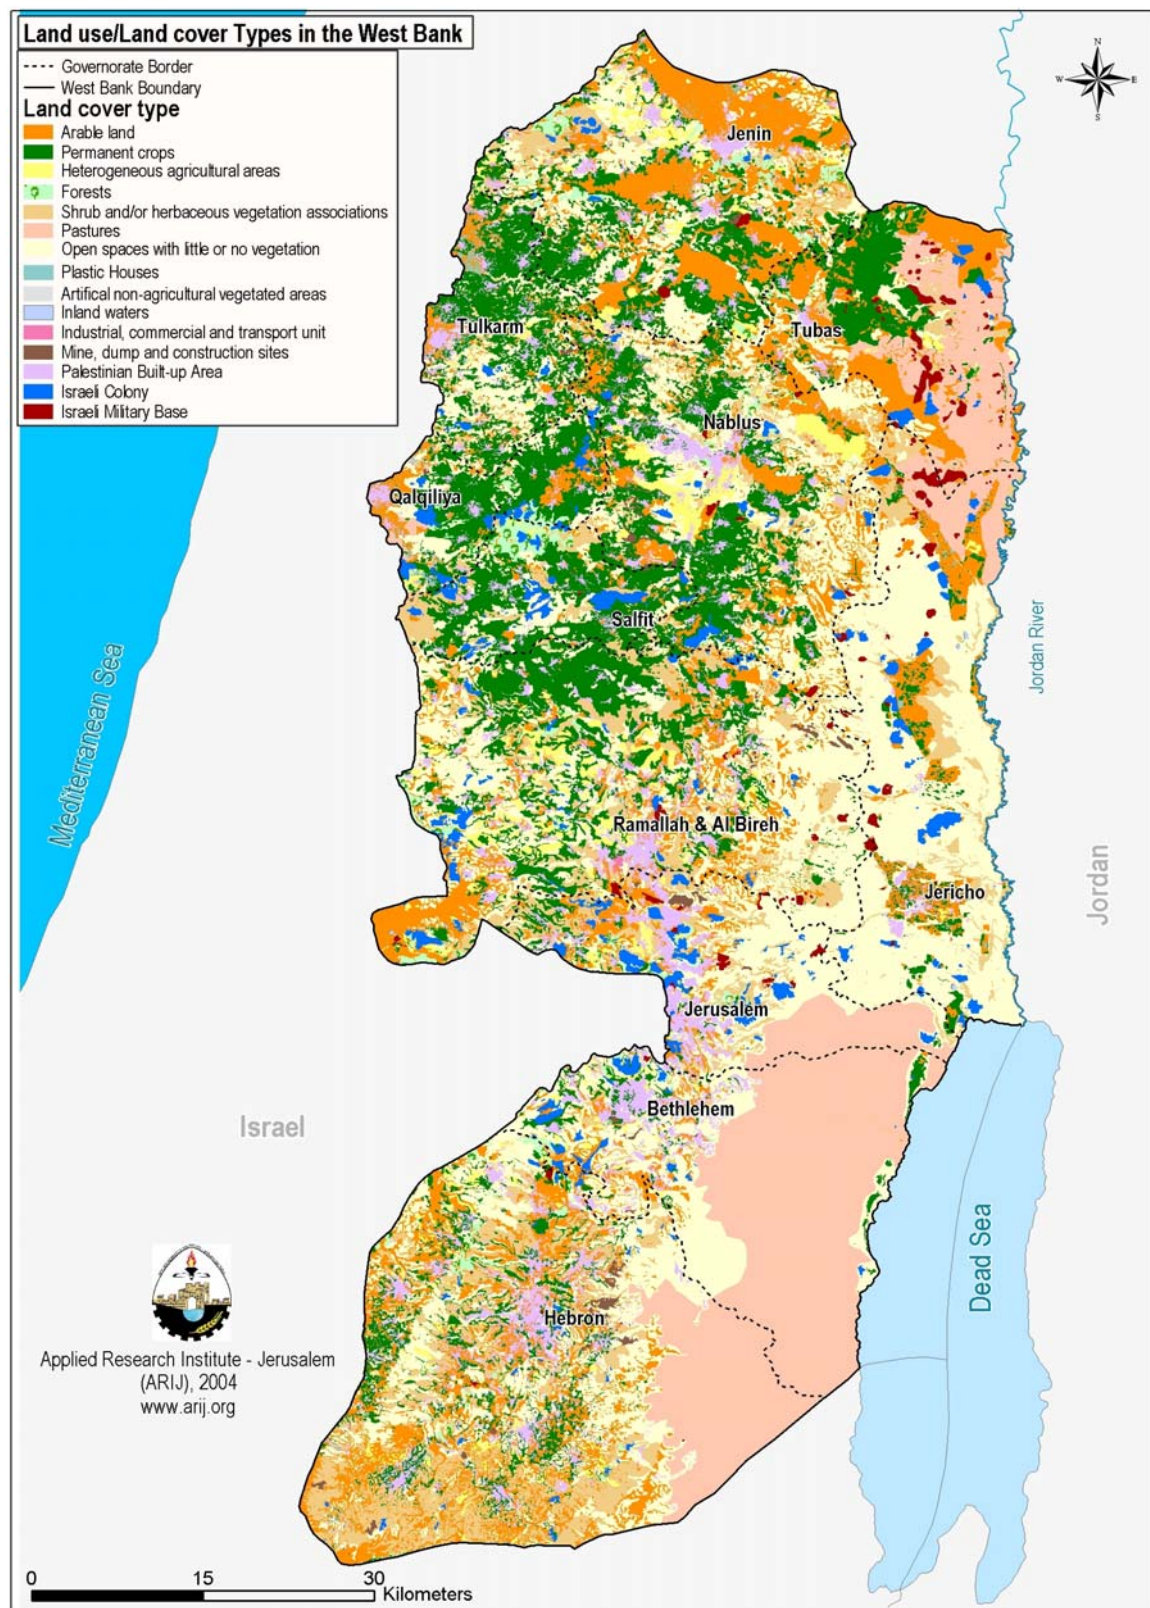 Land use/Land cover Types in the West Bank
Governorate Border
West Bank Boundary
Land cover type
Arable land
Permanent crops
Heterogeneous agricultural areas
Forests
Shrub and/or herbaceous vegetation associations
Pastures
Open spaces with little or no vegetation
Plastic Houses
Artifical non-agricultural vegetated areas
Inland waters
Industrial, commercial and transport unit
Mine, dump and construction sites
Palestinian Built-up Area
Israeli Colony
Israeli Military Base
N
W
E
S
Jenin
Tulkarm
Tubas
Nablus
Qalqiliya
Salfit
Jordan River
Mediterranean Sea
Ramallah & Al Bireh
Jordan
Jericho
Jerusalem
Bethlehem
Israel
Dead Sea
Hebron
Applied Research Institute - Jerusalem
(ARIJ), 2004
www.arij.org
0 15 30
Kilometers